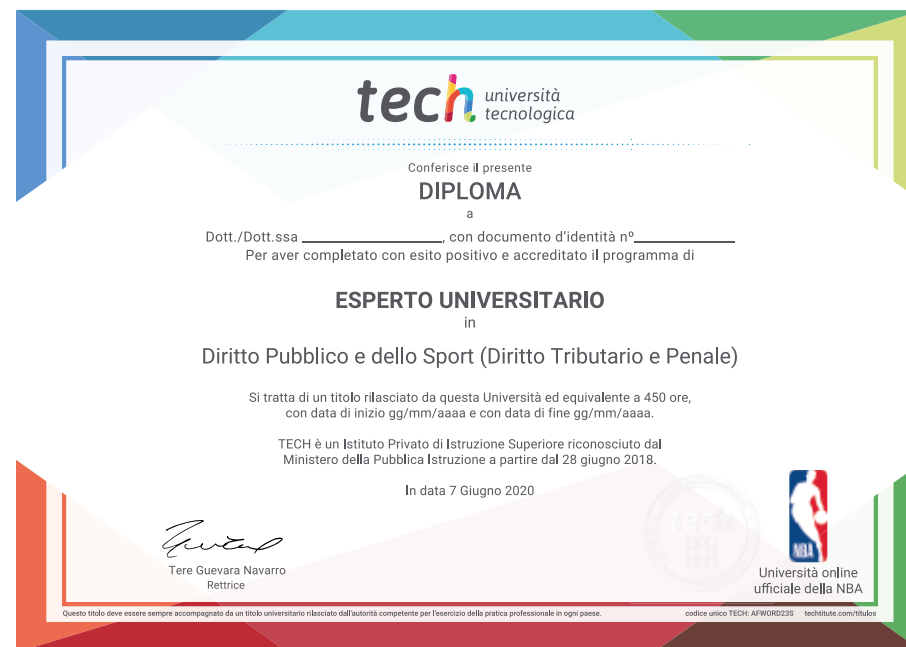 tech università
tecnologica
Conferisce il presente
DIPLOMA
a
Dott./Dott.ssa ____________________, con documento d'identità nº______________
Per aver completato con esito positivo e accreditato il programma di
ESPERTO UNIVERSITARIO
in
Diritto Pubblico e dello Sport (Diritto Tributario e Penale)
Si tratta di un titolo rilasciato da questa Università ed equivalente a 450 ore,
con data di inizio gg/mm/aaaa e con data di fine gg/mm/aaaa.
TECH è un Istituto Privato di Istruzione Superiore riconosciuto dal
Ministero della Pubblica Istruzione a partire dal 28 giugno 2018.
In data 7 Giugno 2020
tech
NBA
Tere Guevara Navarro
Rettrice
Università online
ufficiale della NBA
Questo titolo deve essere sempre accompagnato da un titolo universitario rilasciato dall'autorità competente per l'esercizio della pratica professionale in ogni paese.
codice unico TECH: AFWORD23S techtitute.com/titulos